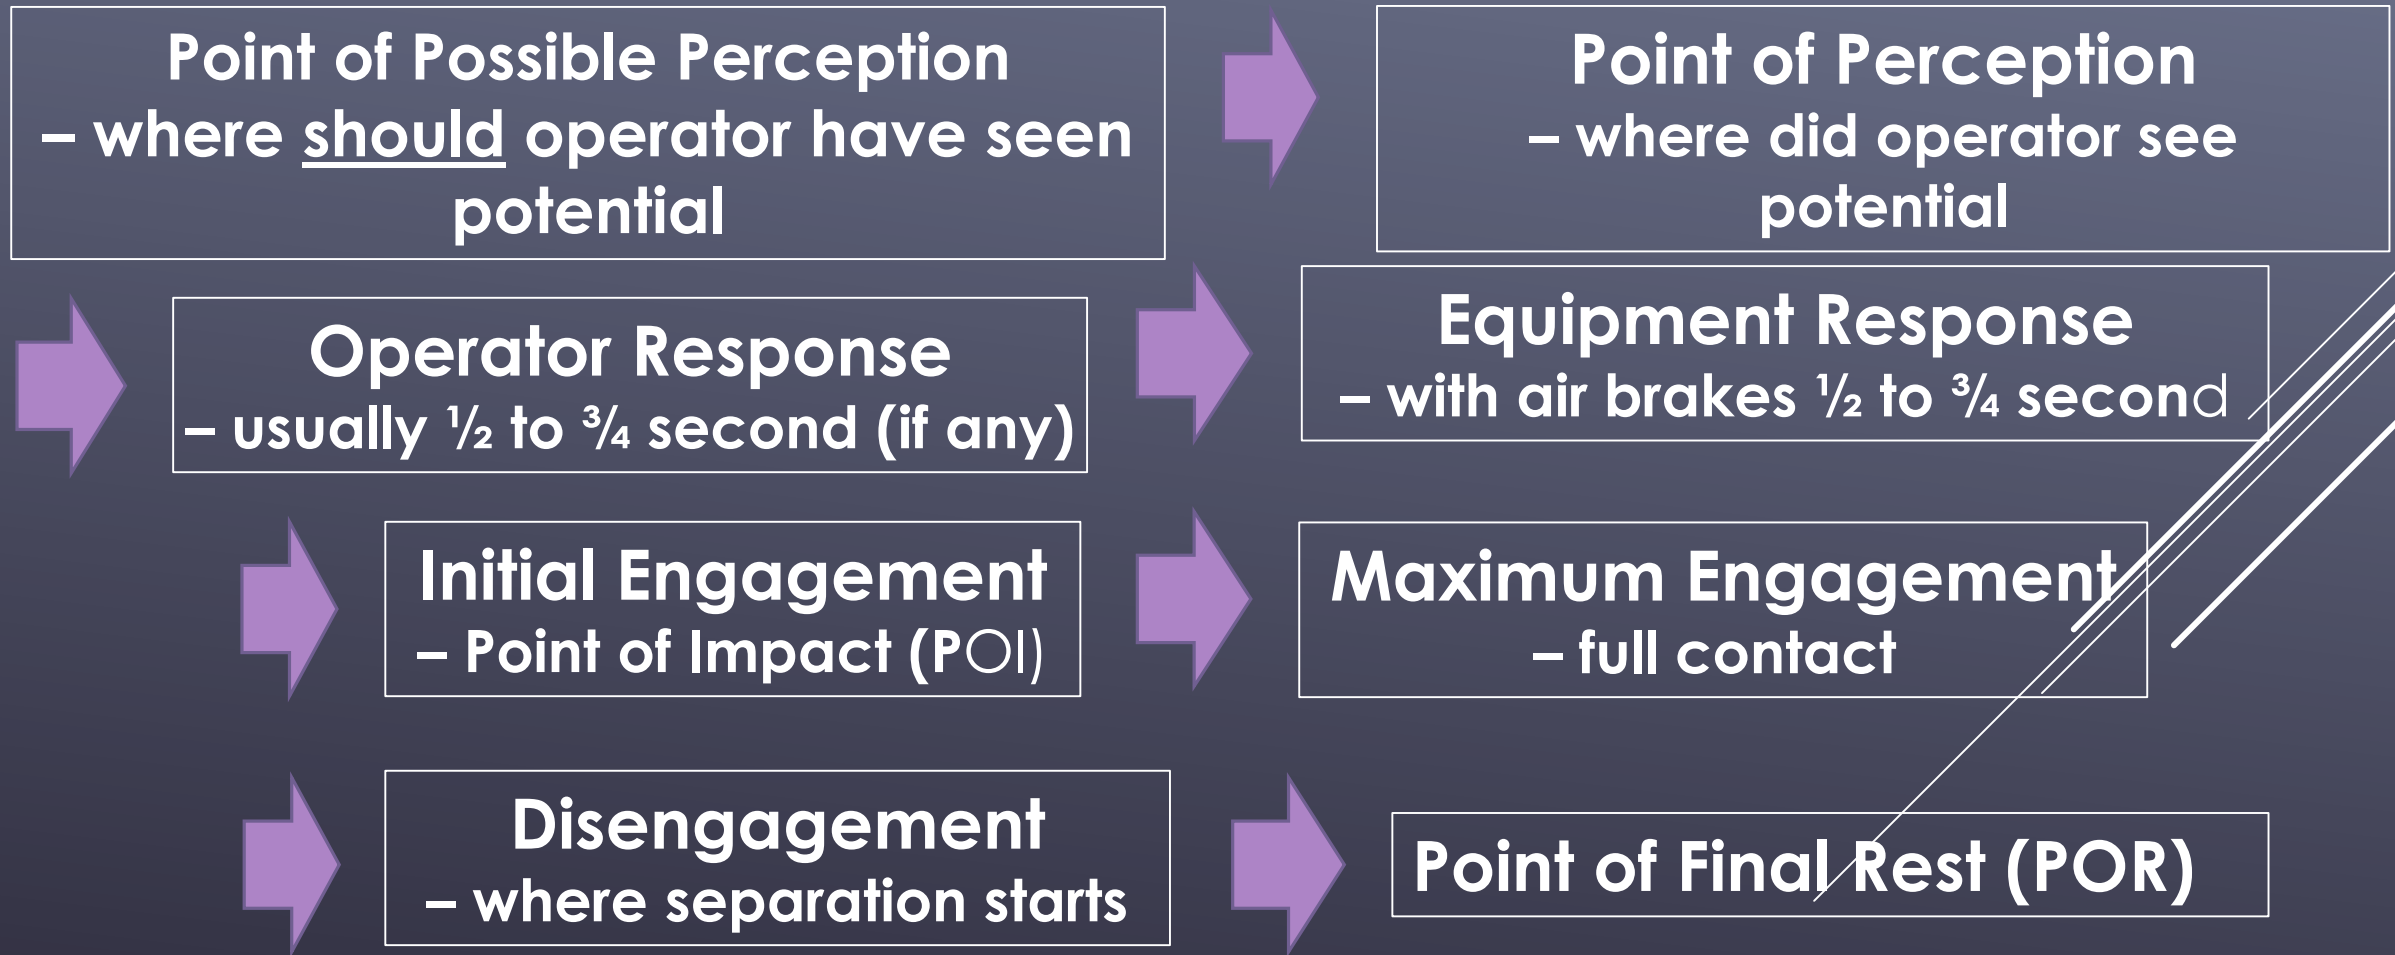 Point of Possible Perception
– where should operator have seen
potential
Point of Perception
– where did operator see
potential
Operator Response
– usually ½ to ¾ second (if any)
Equipment Response
– with air brakes ½ to ¾ second
Initial Engagement
– Point of Impact (POI)
Maximum Engagement
– full contact
Disengagement
– where separation starts
Point of Final Rest (POR)